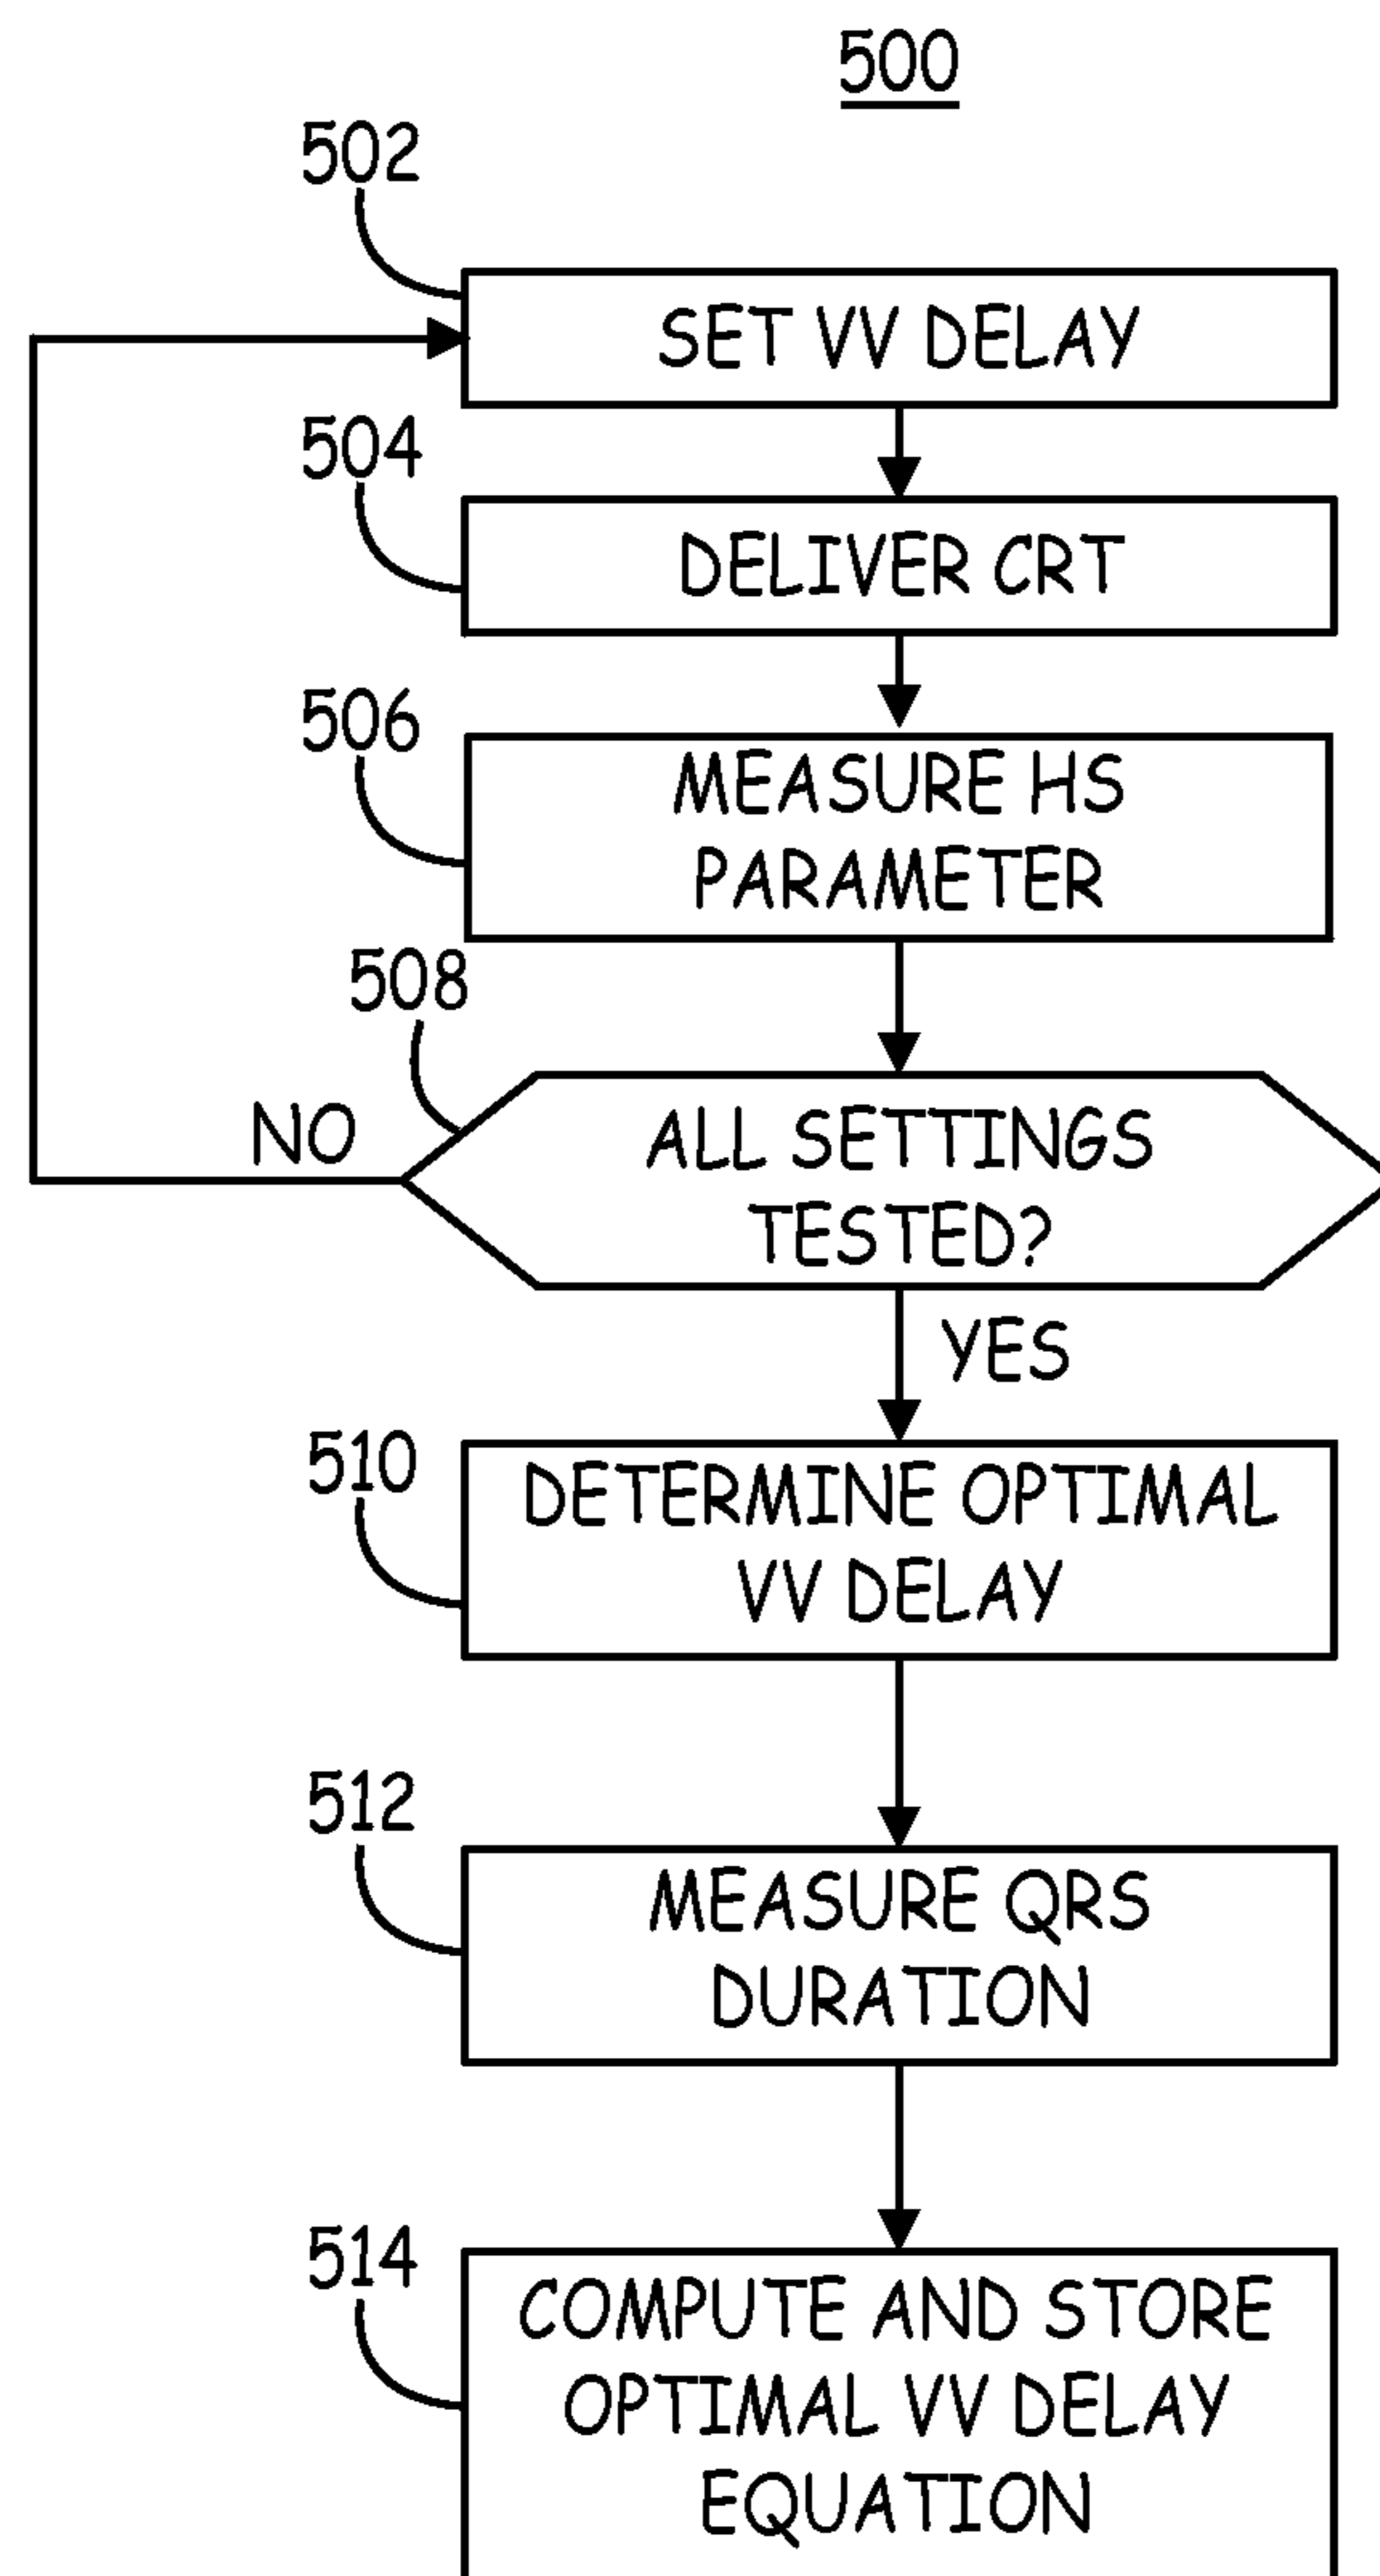 500
502
SET VV DELAY
504
DELIVER CRT
506
MEASURE HS
PARAMETER
508
NO
ALL SETTINGS
TESTED?
YES
510
DETERMINE OPTIMAL
VV DELAY
512
MEASURE QRS
DURATION
514
COMPUTE AND STORE
OPTIMAL VV DELAY
EQUATION